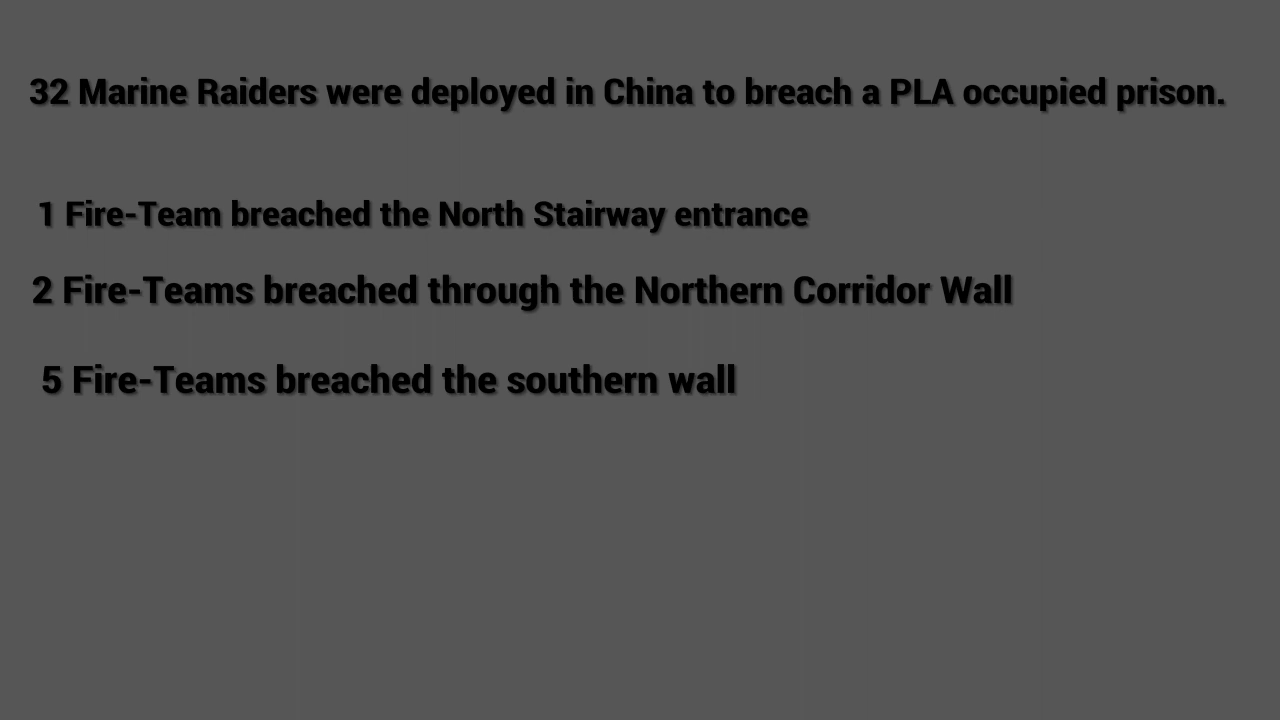 32 Marine Raiders were deployed in China to breach a PLA occupied prison.
1 Fire-Team breached the North Stairway entrance
2 Fire-Teams breached through the Northern Corridor Wall
5 Fire-Teams breached the southern wall